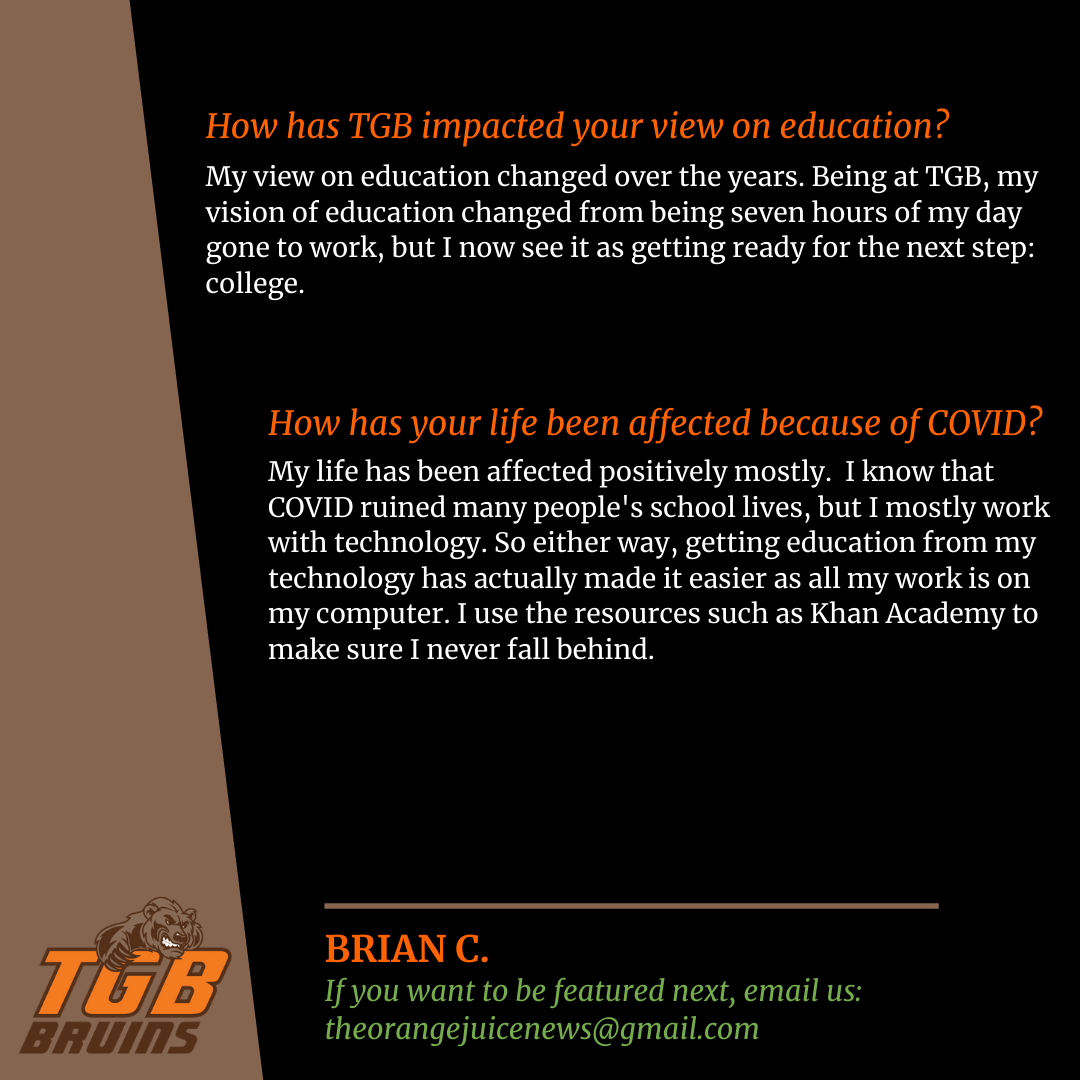 How has TGB impacted your view on education?
My view on education changed over the years. Being at TGB, my
vision of education changed from being seven hours of my day
gone to work, but I now see it as getting ready for the next step:
college.
How has your life been affected because of COVID?
My life has been affected positively mostly.  I know that
COVID ruined many people's school lives, but I mostly work
with technology. So either way, getting education from my
technology has actually made it easier as all my work is on
my computer. I use the resources such as Khan Academy to
make sure I never fall behind.
BRIAN C.
If you want to be featured next, email us:
theorangejuicenews@gmail.com
TGB
BRUINS